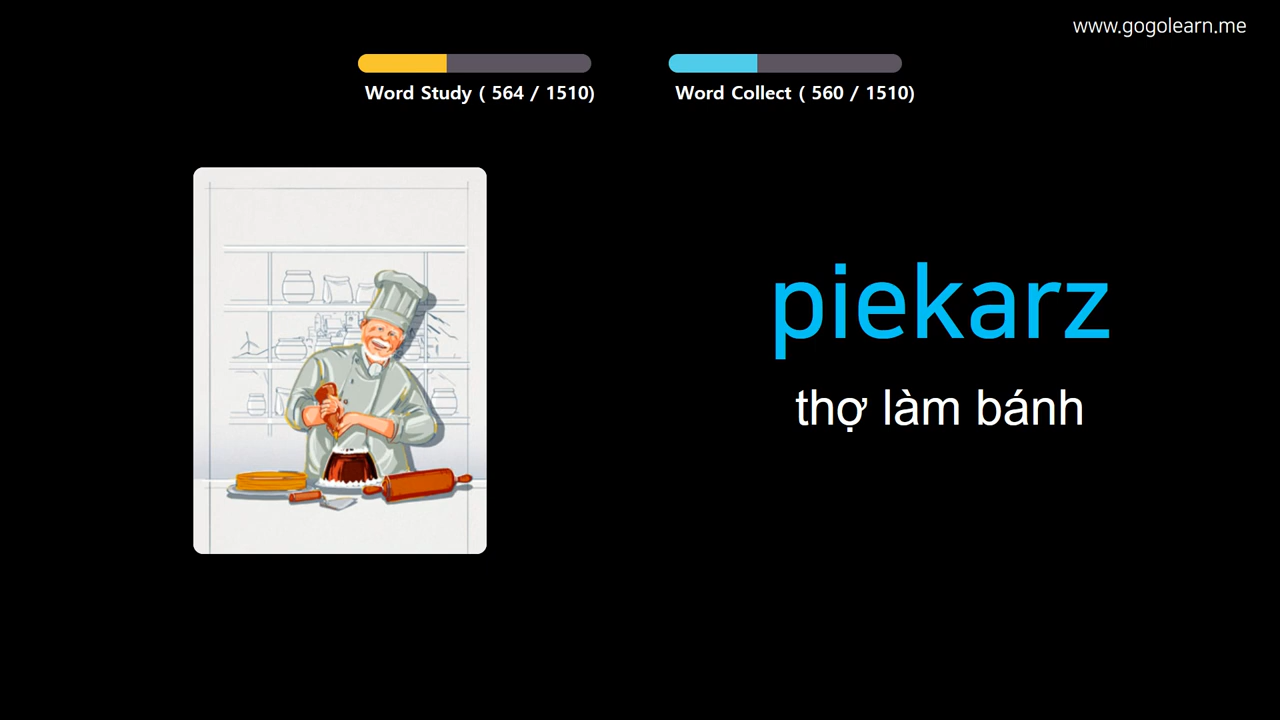 www.gogolearn.me
Word Study ( 564 / 1510)
Word Collect ( 560 / 1510)
piekarz
thợ làm bánh